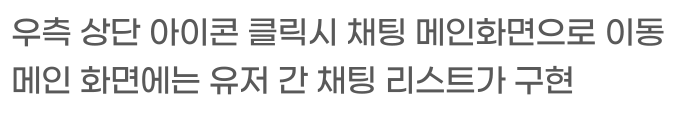 우측 상단 아이콘 클릭시 채팅 메인화면으로 이동
메인 화면에는 유저 간 채팅 리스트가 구현